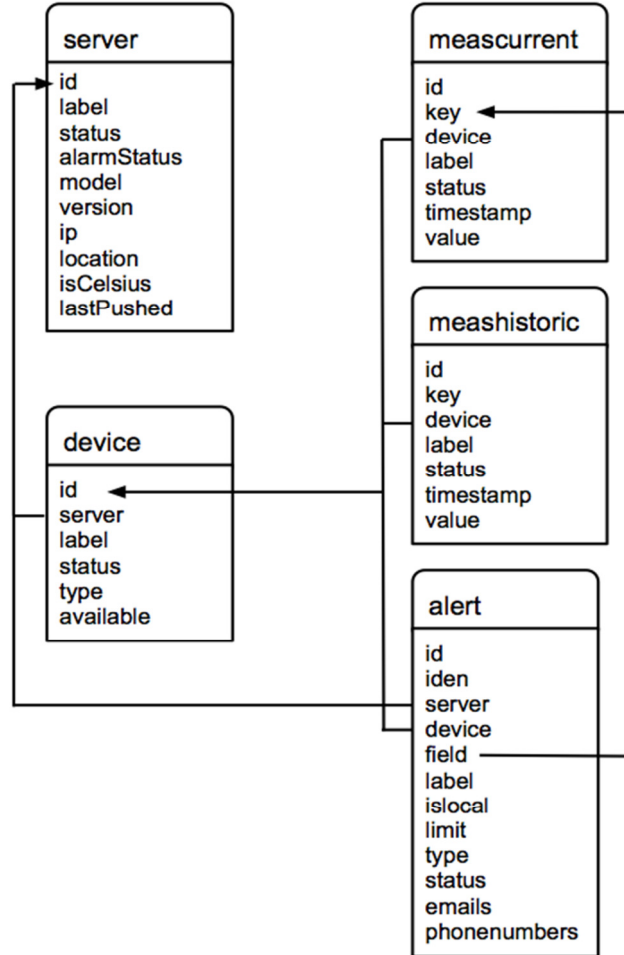 server
id
label
status
alarmStatus
model
version
ip
location
isCelsius
lastPushed
device
id
server
label
status
type
available
meascurrent
id
key
device
label
status
timestamp
value
meashistoric
id
key
device
label
status
timestamp
value
alert
id
iden
server
device
field
label
islocal
limit
type
status
emails
phonenumbers